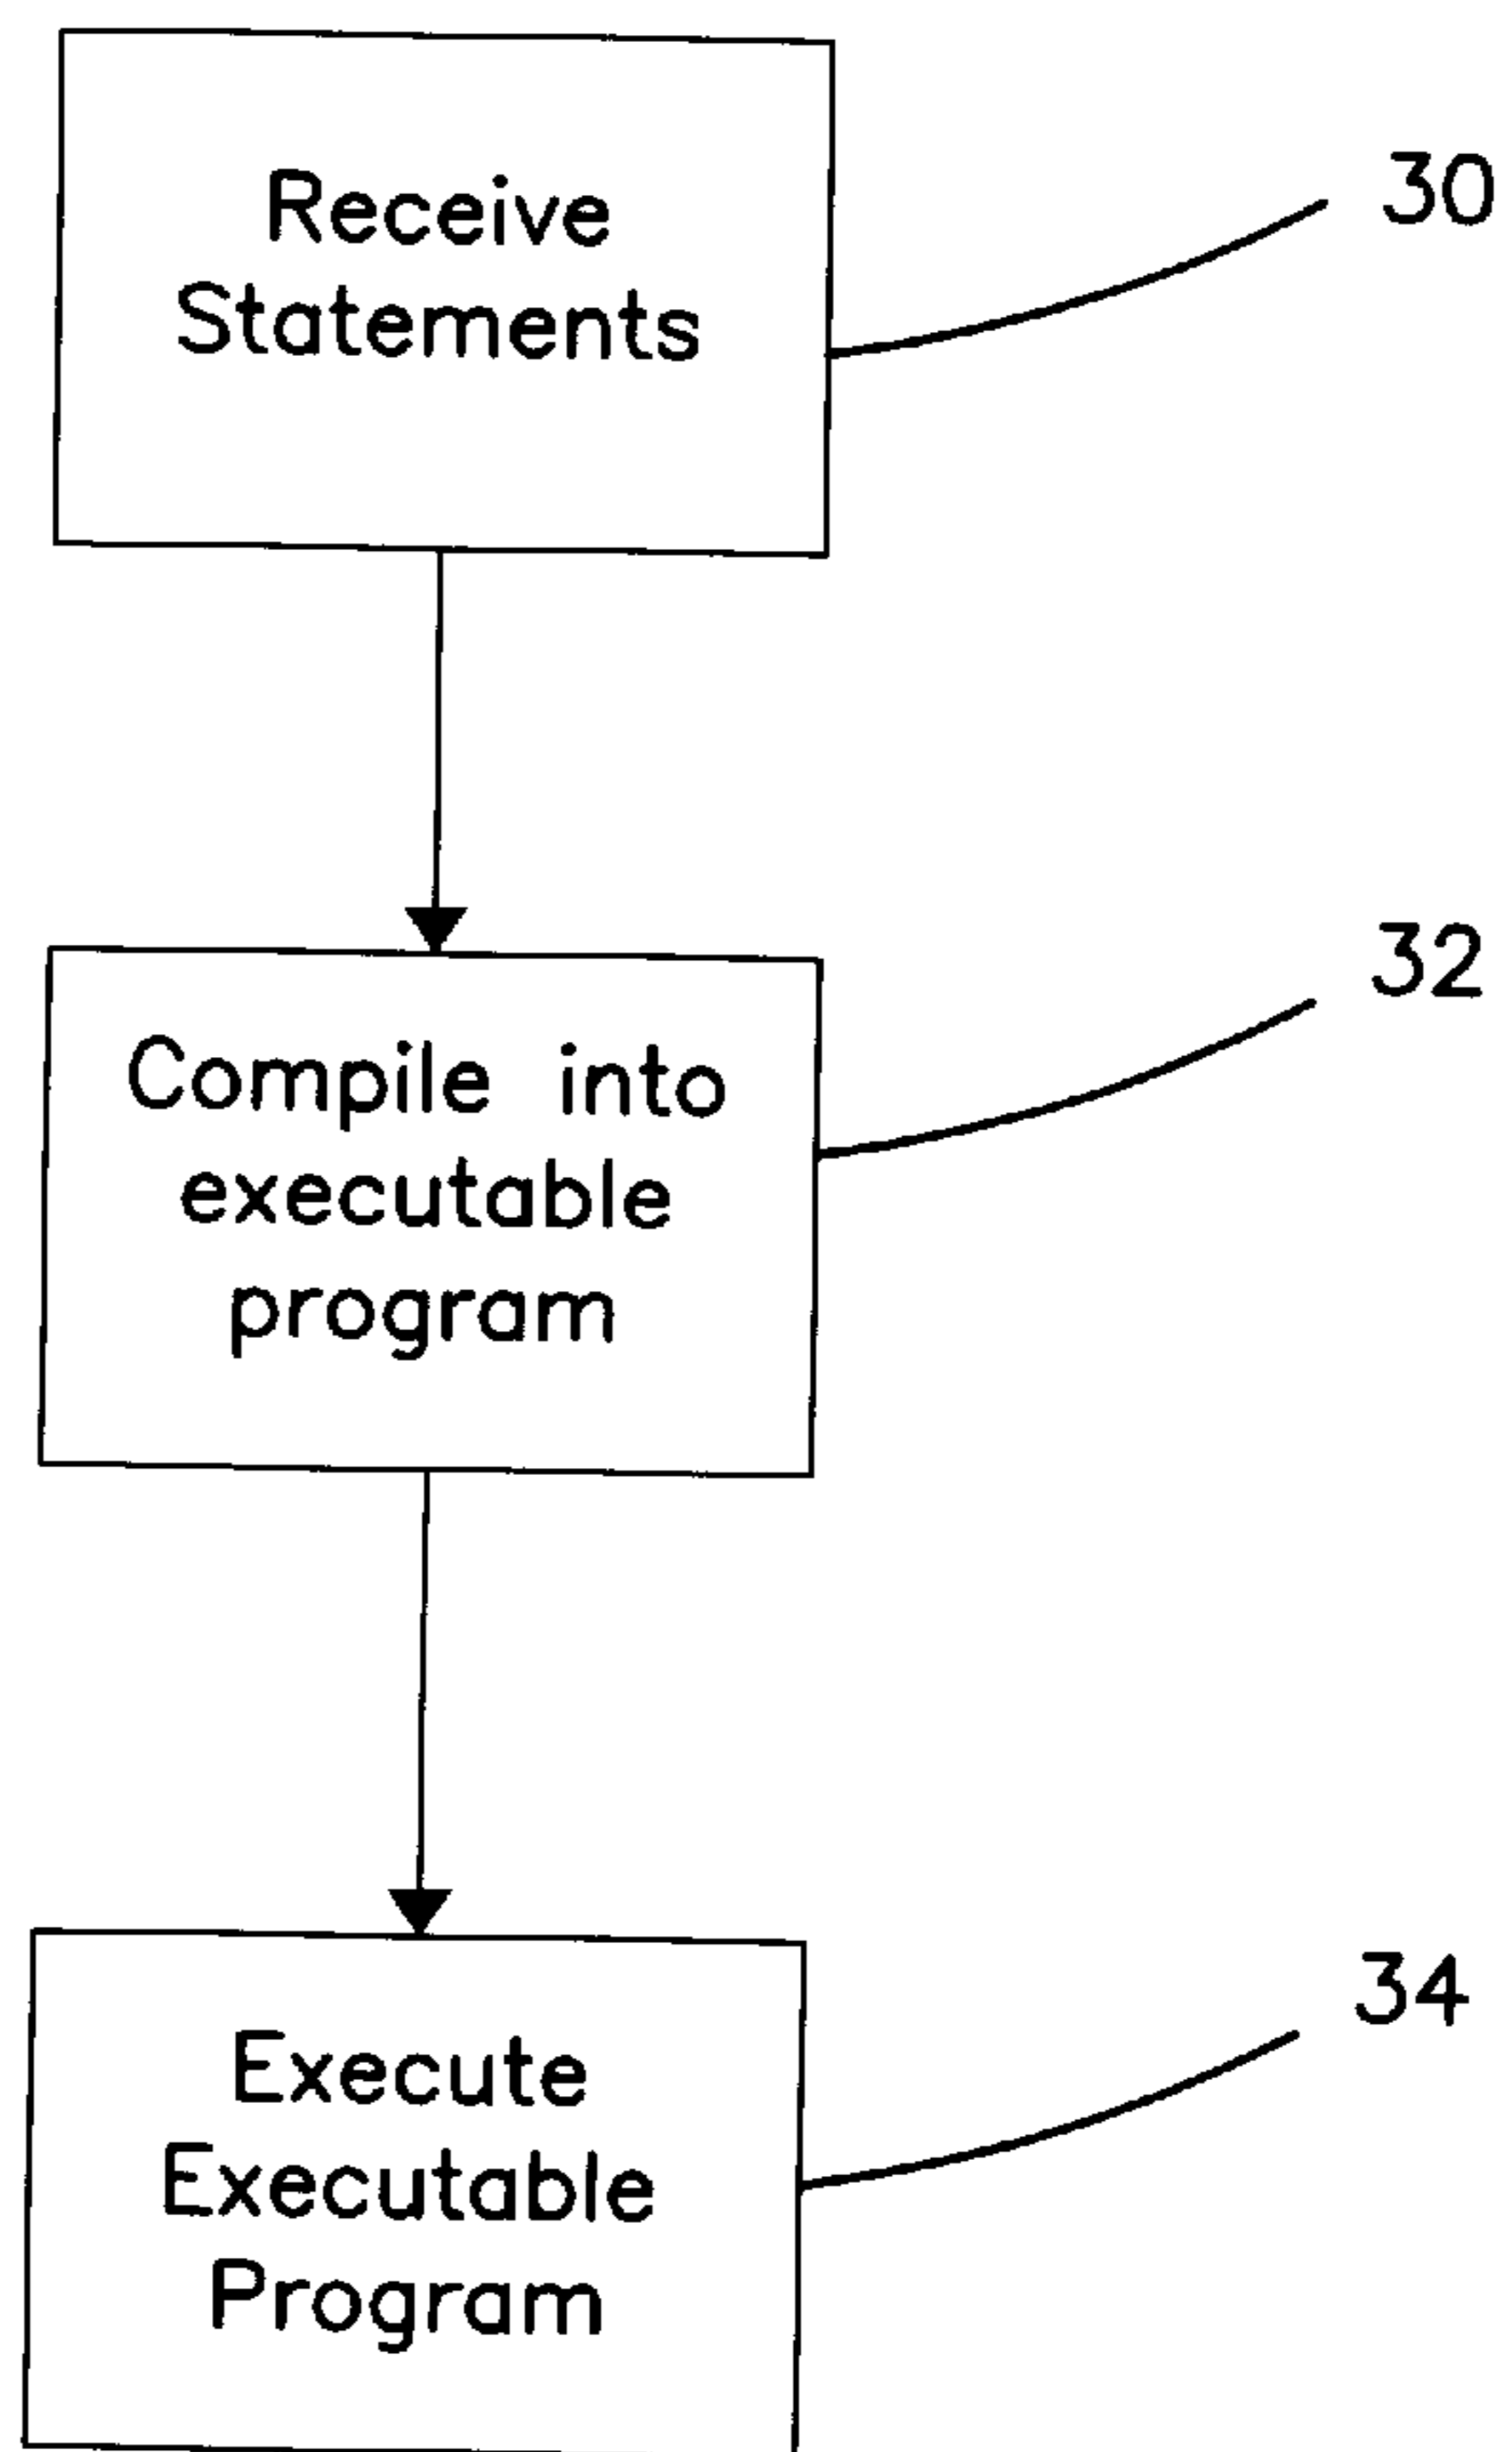 Receive
Statements
30
Compile into
executable
program
32
Execute
Executable
Program
34